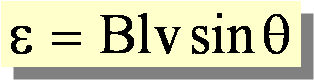 ε = Blv sin θ